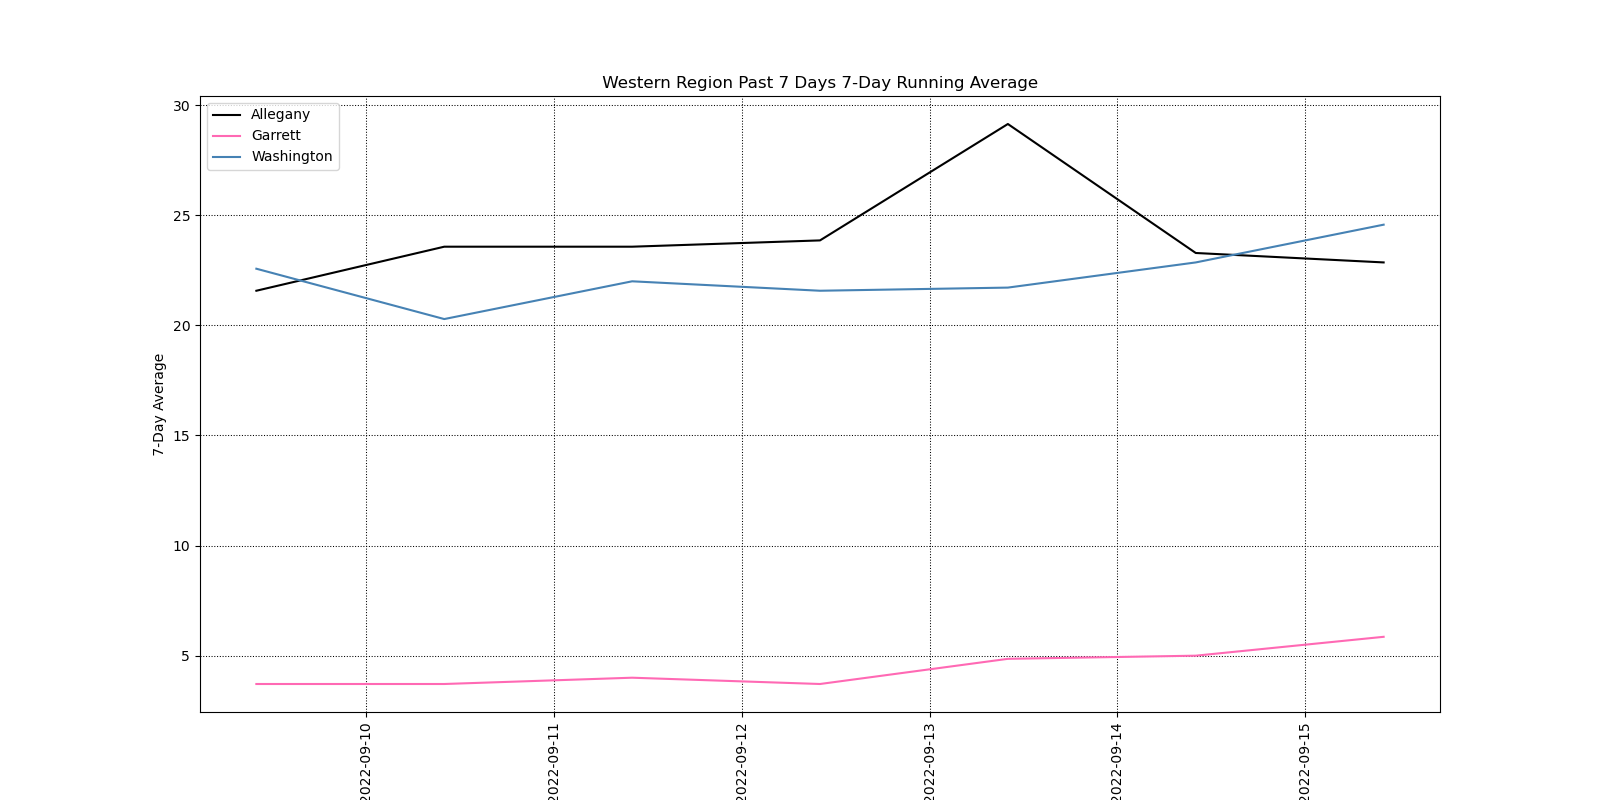 Western Region Past 7 Days 7-Day Running Average
Allegany
Garrett
Washington
30
25
20
15
10
5
7-Day Average
2022-09-10
2022-09-11
2022-09-12
2022-09-13
2022-09-14
2022-09-15